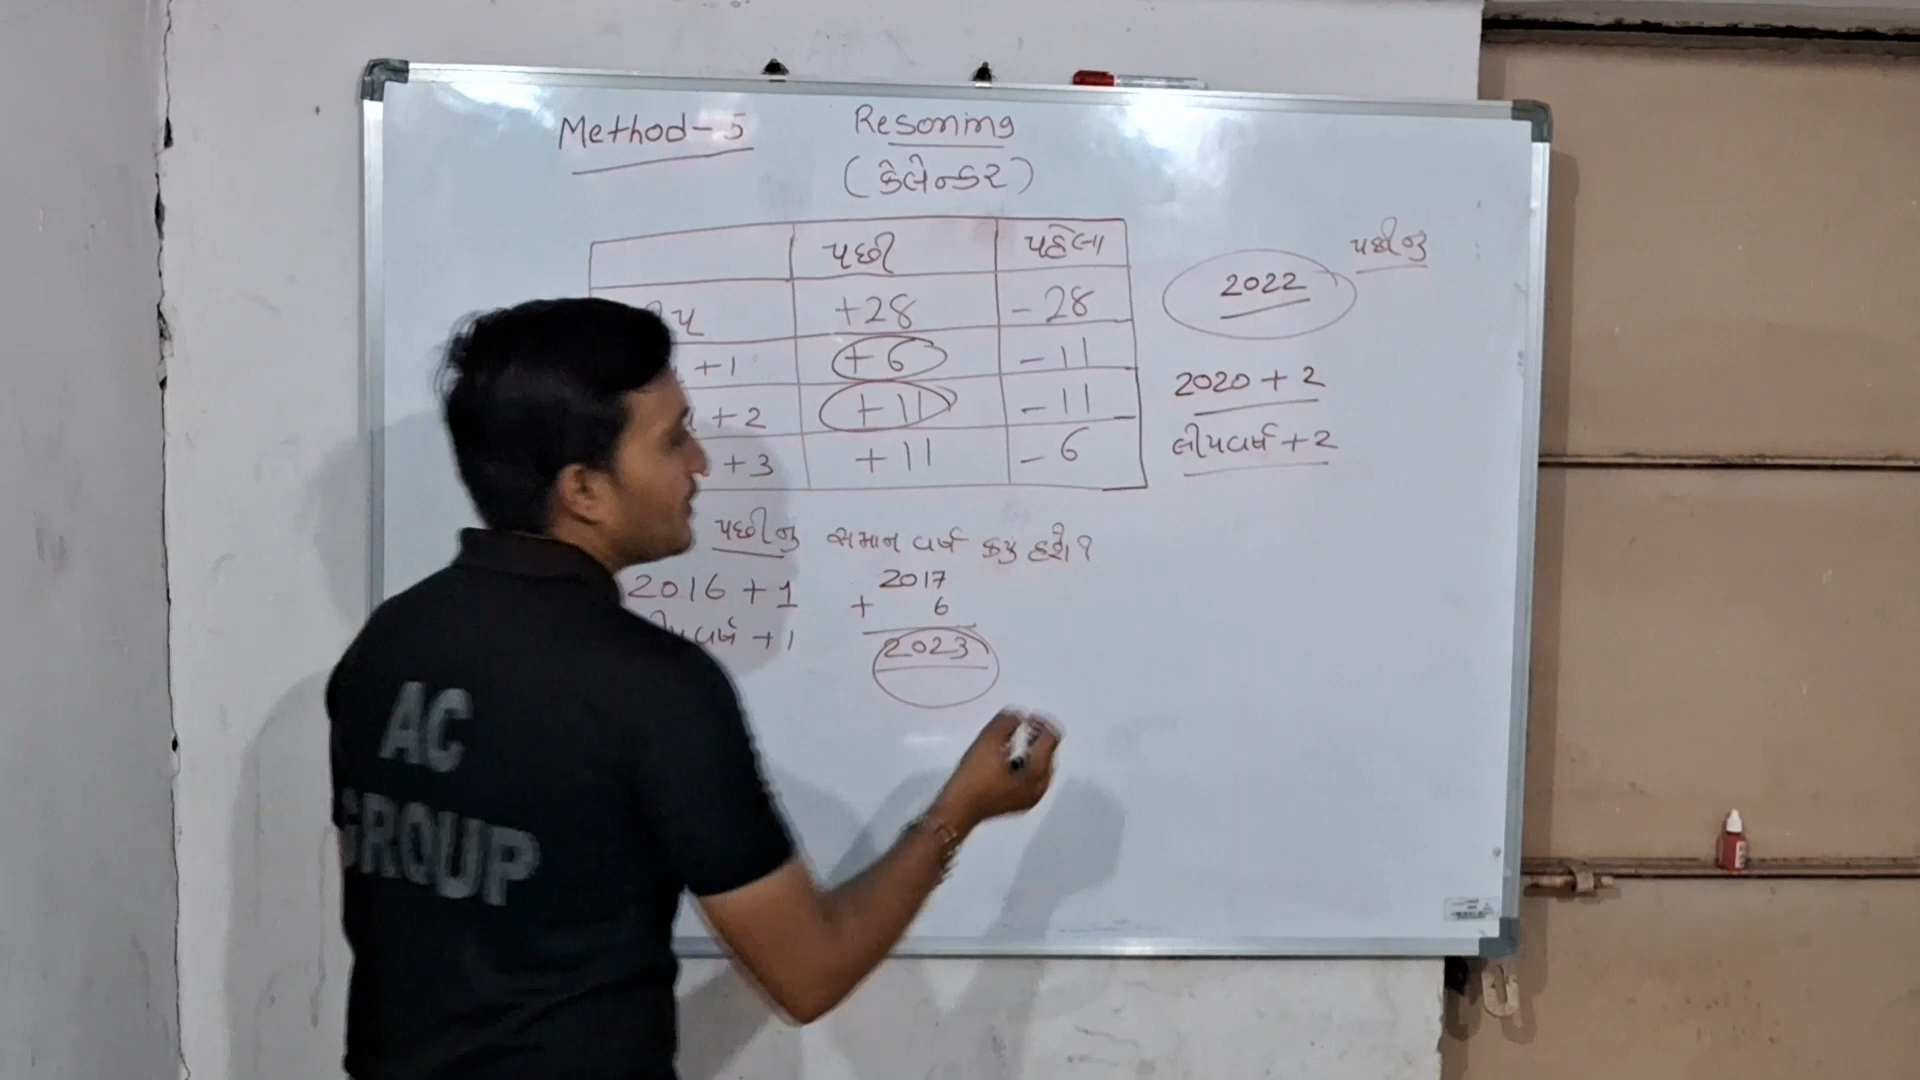 Method-5 Resoning
(કેલેન્ડર)
પછી પહેલા
+28 -28
+1 +6 -11
+2 +11 -11
+3 +11 -6
પછીનુ
2022
2020 + 2
લીપવર્ષ +2
પછીનુ સમાન વર્ષ કયુ હશે?
2016 +1
+1
2017
+ 6
2023
AC
GROUP